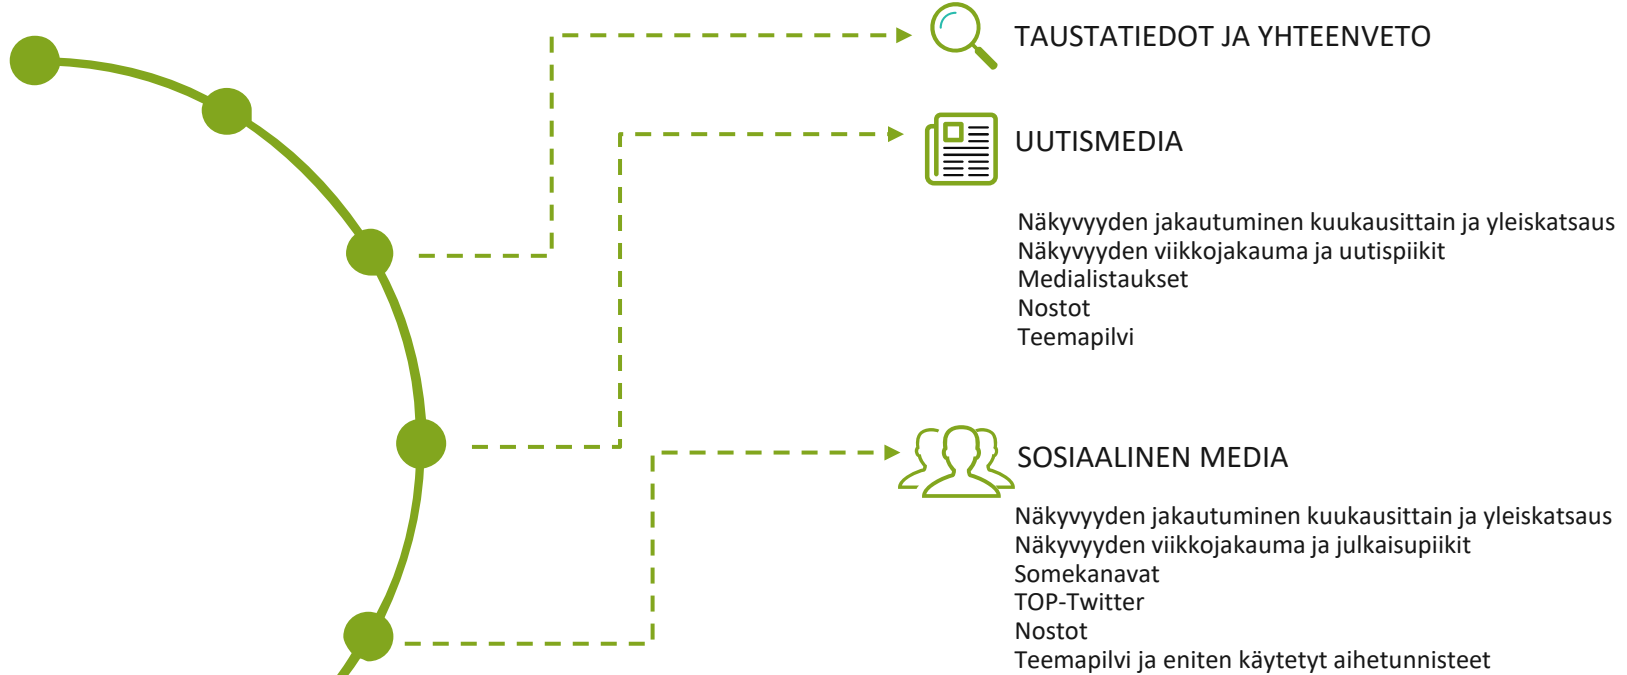 TAUSTATIEDOT JA YHTEENVETO
UUTISMEDIA
Näkyvyyden jakautuminen kuukausittain ja yleiskatsaus
Näkyvyyden viikkojakauma ja uutispiikit
Medialistaukset
Nostot
Teemapilvi
SOSIAALINEN MEDIA
Näkyvyyden jakautuminen kuukausittain ja yleiskatsaus
Näkyvyyden viikkojakauma ja julkaisupiikit
Somekanavat
TOP-Twitter
Nostot
Teemapilvi ja eniten käytetyt aihetunnisteet